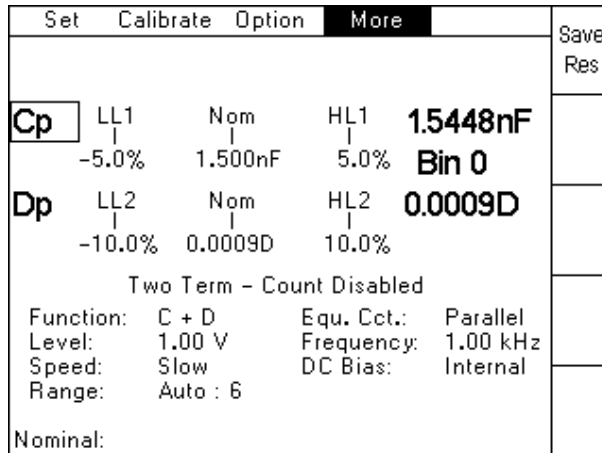 Set Calibrate Option More
Save
Res
Cp LL1 Nom HL1 1.5448nF
-5.0% 1.500nF 5.0% Bin 0
Dp LL2 Nom HL2 0.0009D
-10.0% 0.0009D 10.0%
Two Term - Count Disabled
Function: C + D Equ. Cct.: Parallel
Level: 1.00 V Frequency: 1.00 kHz
Speed: Slow DC Bias: Internal
Range: Auto : 6
Nominal: